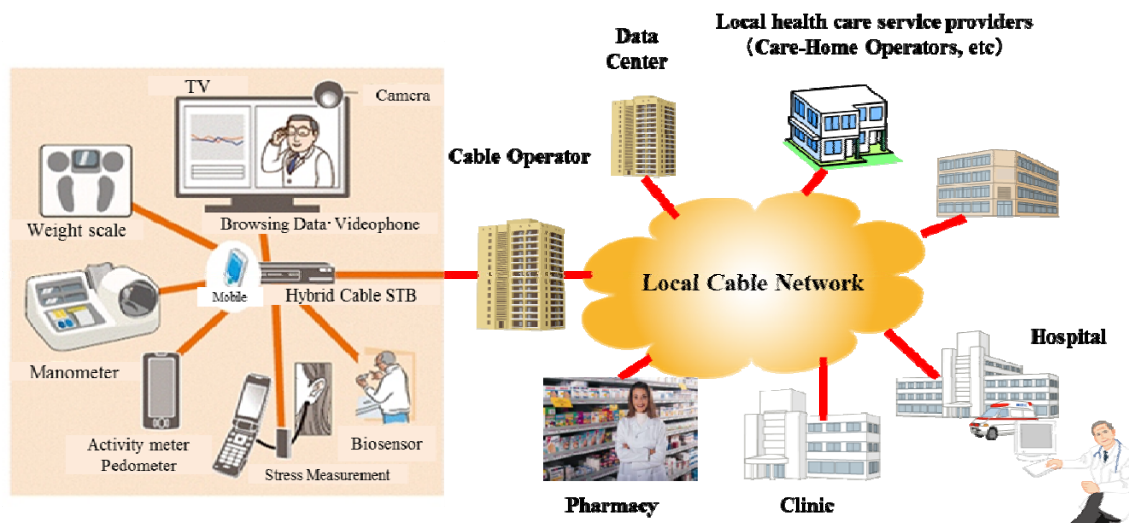 TV
Camera
Weight scale
Browsing Data· Videophone
Mobile
Hybrid Cable STB
Manometer
Activity meter
Pedometer
Stress Measurement
Biosensor
Cable Operator
Data
Center
Local health care service providers
（Care-Home Operators, etc）
Local Cable Network
Hospital
Pharmacy
Clinic